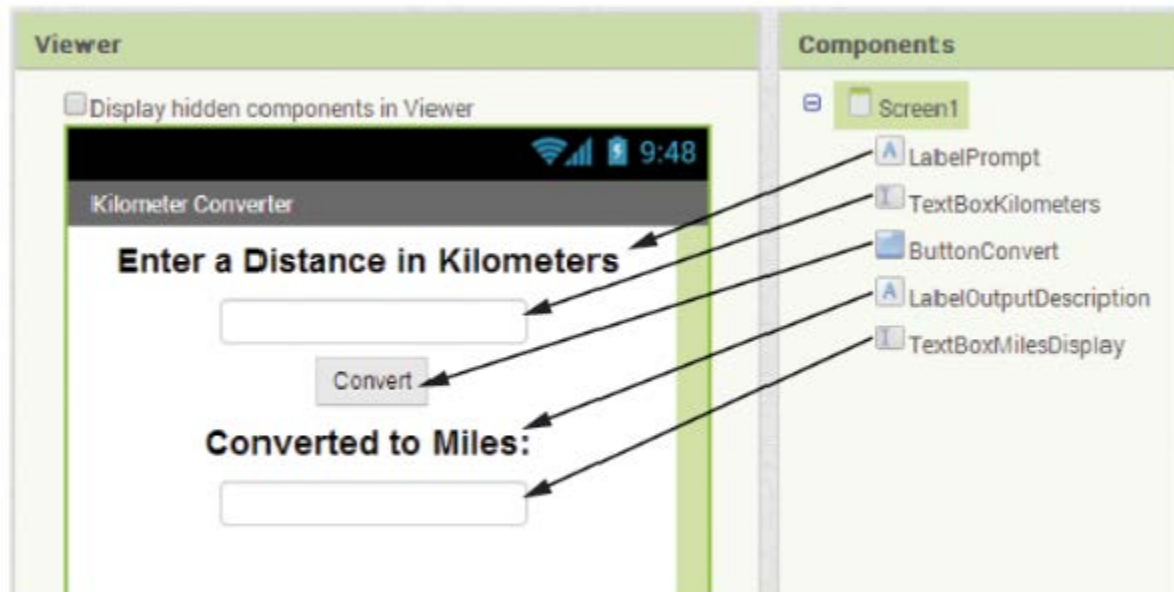 Viewer
Display hidden components in Viewer
9:48
Kilometer Converter
Enter a Distance in Kilometers
Convert
Converted to Miles:
Components
Screen1
LabelPrompt
TextBoxKilometers
ButtonConvert
LabelOutputDescription
TextBoxMilesDisplay